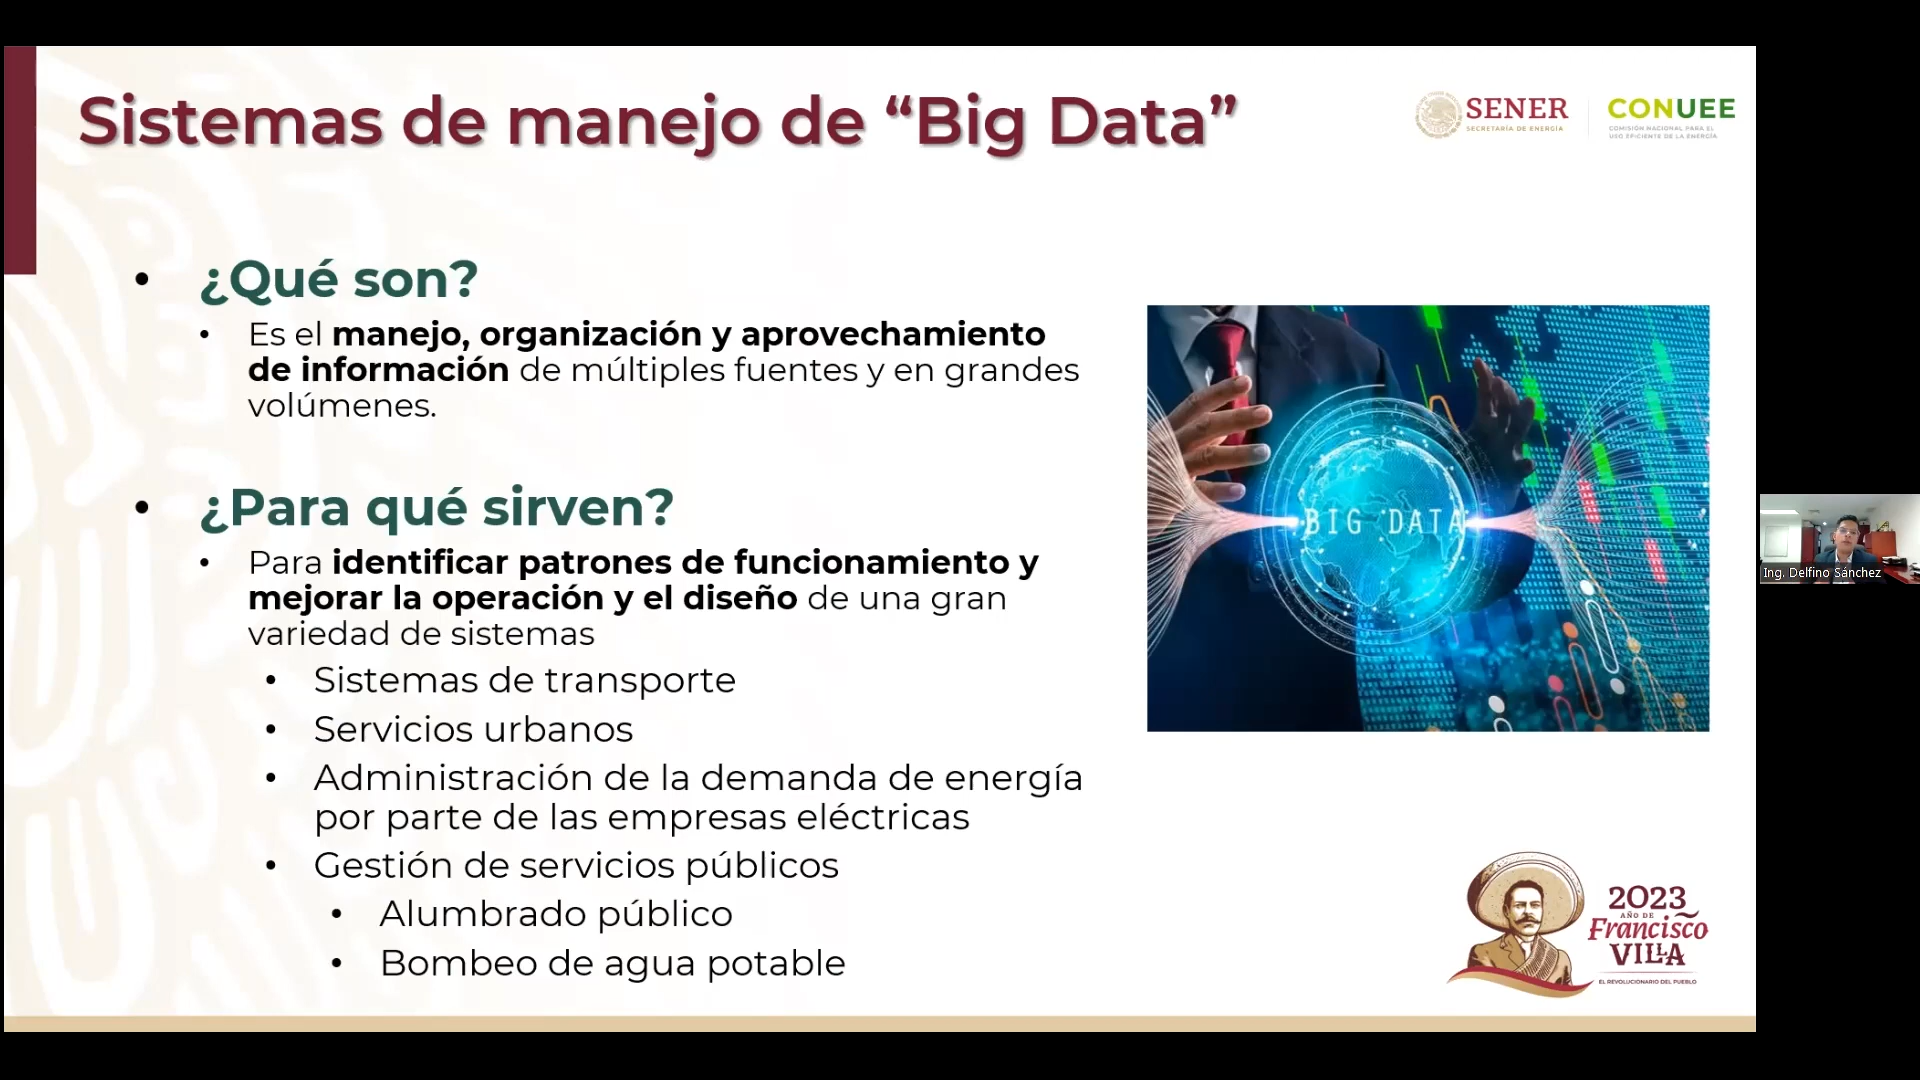 Sistemas de manejo de “Big Data”
SENER
SECRETARÍA DE ENERGÍA
CONUEE
COMISIÓN NACIONAL PARA EL
USO EFICIENTE DE LA ENERGÍA
• ¿Qué son?
• Es el manejo, organización y aprovechamiento
de información de múltiples fuentes y en grandes
volúmenes.
• ¿Para qué sirven?
• Para identificar patrones de funcionamiento y
mejorar la operación y el diseño de una gran
variedad de sistemas
• Sistemas de transporte
• Servicios urbanos
• Administración de la demanda de energía
por parte de las empresas eléctricas
• Gestión de servicios públicos
• Alumbrado público
• Bombeo de agua potable
BIG DATA
Ing. Delfino Sánchez
2023
AÑO DE
Francisco
VILLA
EL REVOLUCIONARIO DEL PUEBLO